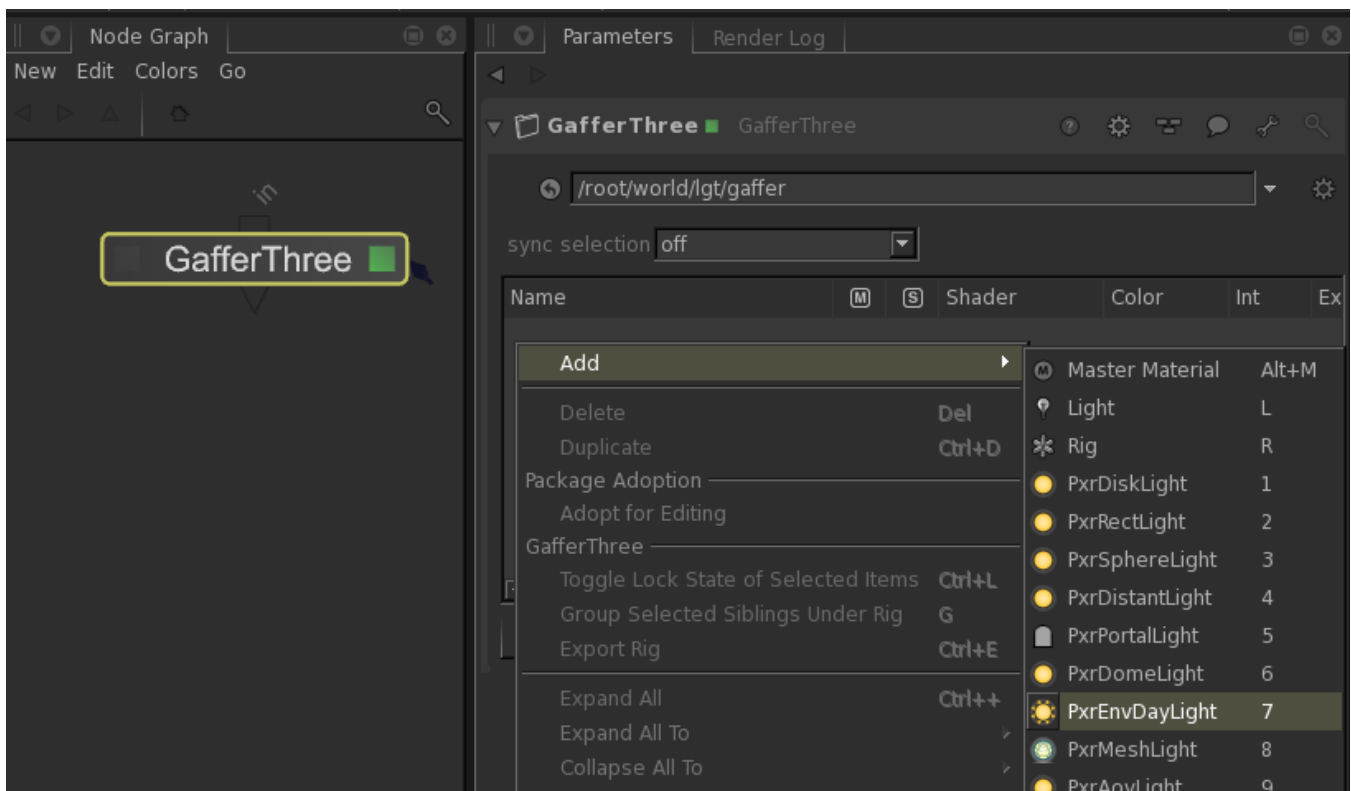 Node Graph
New Edit Colors Go
in
GafferThree
Parameters Render Log
GafferThree GafferThree
/root/world/lgt/gaffer
sync selection off
Name M S Shader Color Int Ex
Add
Delete Del
Duplicate Ctrl+D
Package Adoption
Adopt for Editing
GafferThree
Toggle Lock State of Selected Items Ctrl+L
Group Selected Siblings Under Rig G
Export Rig Ctrl+E
Expand All Ctrl++
Expand All To
Collapse All To
Master Material Alt+M
Light L
Rig R
PxrDiskLight 1
PxrRectLight 2
PxrSphereLight 3
PxrDistantLight 4
PxrPortalLight 5
PxrDomeLight 6
PxrEnvDayLight 7
PxrMeshLight 8
PxrAovLight 9